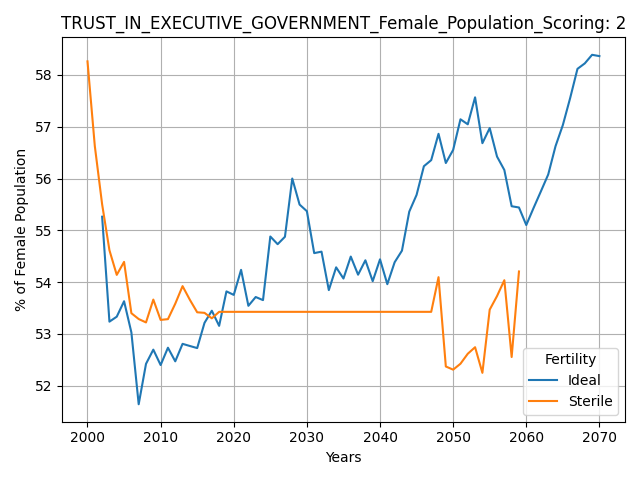 TRUST_IN_EXECUTIVE_GOVERNMENT_Female_Population_Scoring: 2
% of Female Population
58
57
56
55
54
53
52
2000 2010 2020 2030 2040 2050 2060 2070
Years
Fertility
Ideal
Sterile